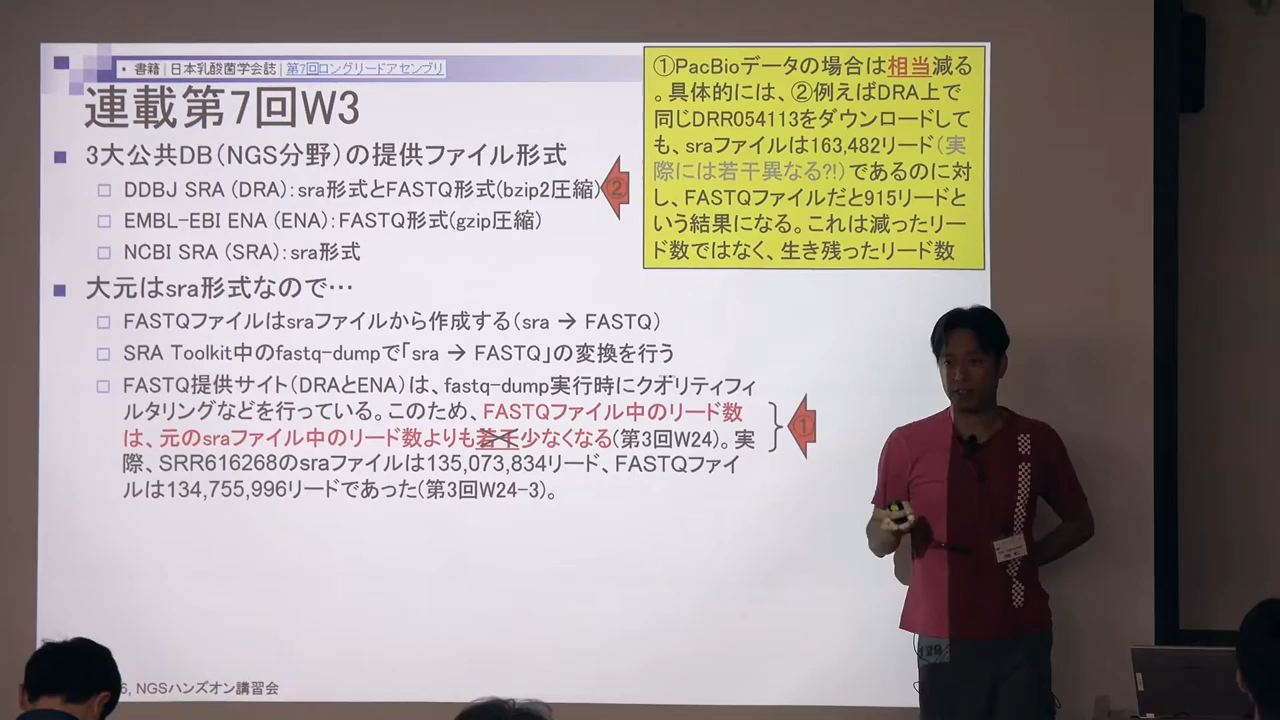 ・ 書籍 | 日本乳酸菌学会誌 | 第7回ロングリードアセンブリ
連載第7回W3
3大公共DB(NGS分野)の提供ファイル形式
DDBJ SRA (DRA):sra形式とFASTQ形式(bzip2圧縮)
②
EMBL-EBI ENA (ENA):FASTQ形式(gzip圧縮)
NCBI SRA (SRA):sra形式
大元はsra形式なので…
FASTQファイルはsraファイルから作成する(sra → FASTQ)
SRA Toolkit中のfastq-dumpで「sra → FASTQ」の変換を行う
FASTQ提供サイト(DRAとENA)は、fastq-dump実行時にクオリティフィ
ルタリングなどを行っている。このため、FASTQファイル中のリード数
は、元のsraファイル中のリード数よりも若干少なくなる(第3回W24)。実
際、SRR616268のsraファイルは135,073,834リード、FASTQファイ
ルは134,755,996リードであった(第3回W24-3)。
①
①PacBioデータの場合は相当減る
。具体的には、②例えばDRA上で
同じDRR054113をダウンロードして
も、sraファイルは163,482リード(実
際には若干異なる?!)であるのに対
し、FASTQファイルだと915リードと
いう結果になる。これは減ったリー
ド数ではなく、生き残ったリード数
6, NGSハンズオン講習会
129